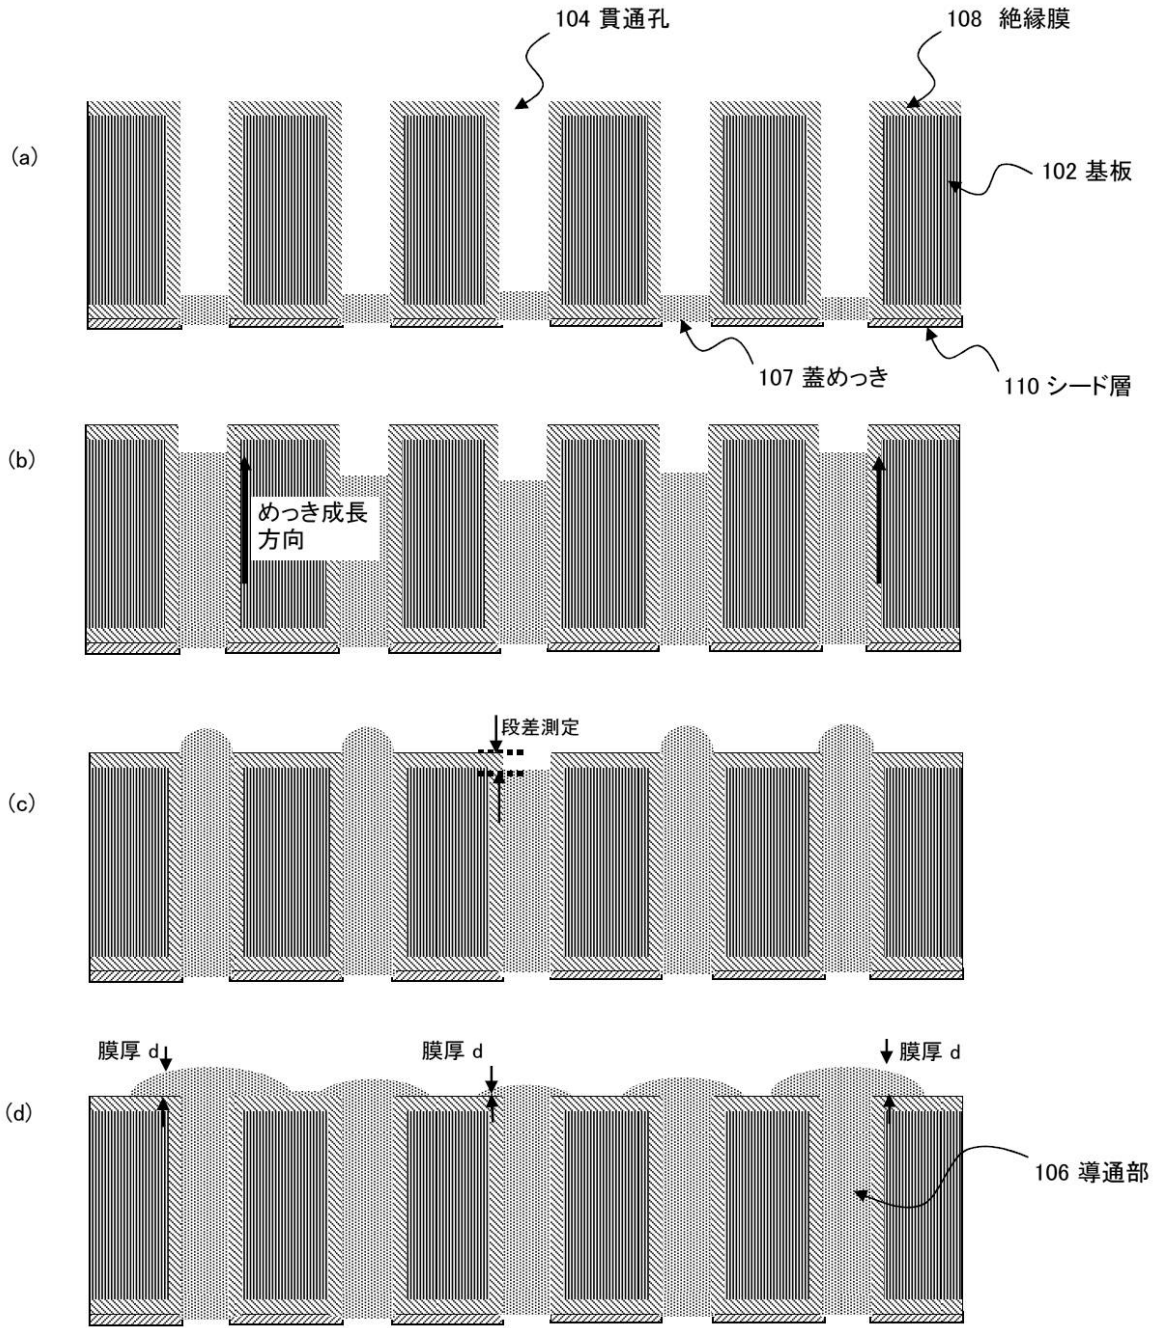 104 貫通孔
108 絶縁膜
(a)
102 基板
107 蓋めっき
110 シード層
(b)
めっき成長
方向
段差測定
(c)
膜厚 d
膜厚 d
膜厚 d
(d)
106 導通部